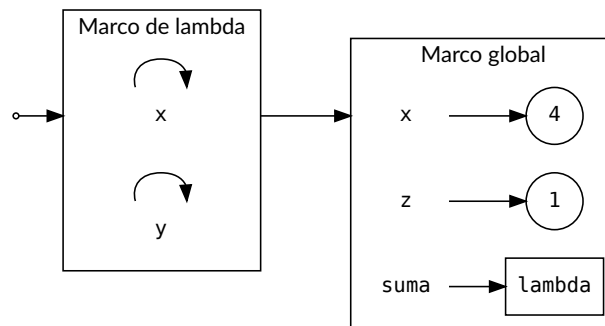 Marco de lambda
x
y
Marco global
x 4
z 1
suma lambda